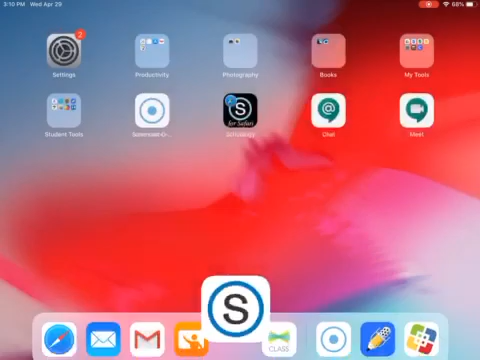 3:10 PM Wed Apr 29
68%
2
Settings
Productivity
Photography
Books
My Tools
S
for Safari
Student Tools
Schoology
Chat
Meet
S
CLASS